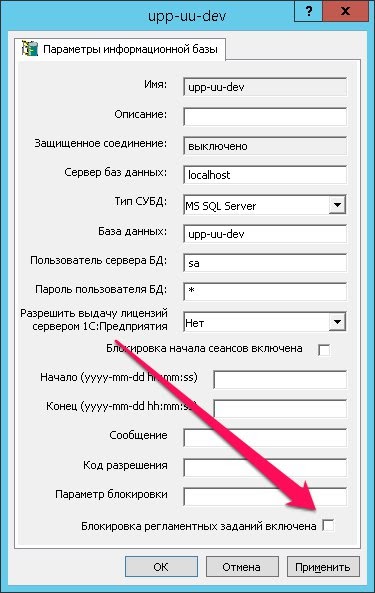 upp-uu-dev
?
x
Параметры информационной базы
Имя: upp-uu-dev
Описание:
Защищенное соединение: выключено
Сервер баз данных: localhost
Тип СУБД: MS SQL Server
База данных: upp-uu-dev
Пользователь сервера БД: sa
Пароль пользователя БД: *
Разрешить выдачу лицензий
сервером 1С:Предприятия Нет
Блокировка начала сеансов включена
Начало (yyyy-mm-dd hh:mm:ss)
Конец (yyyy-mm-dd hh:mm:ss)
Сообщение
Код разрешения
Параметр блокировки
Блокировка регламентных заданий включена
ОК Отмена Применить